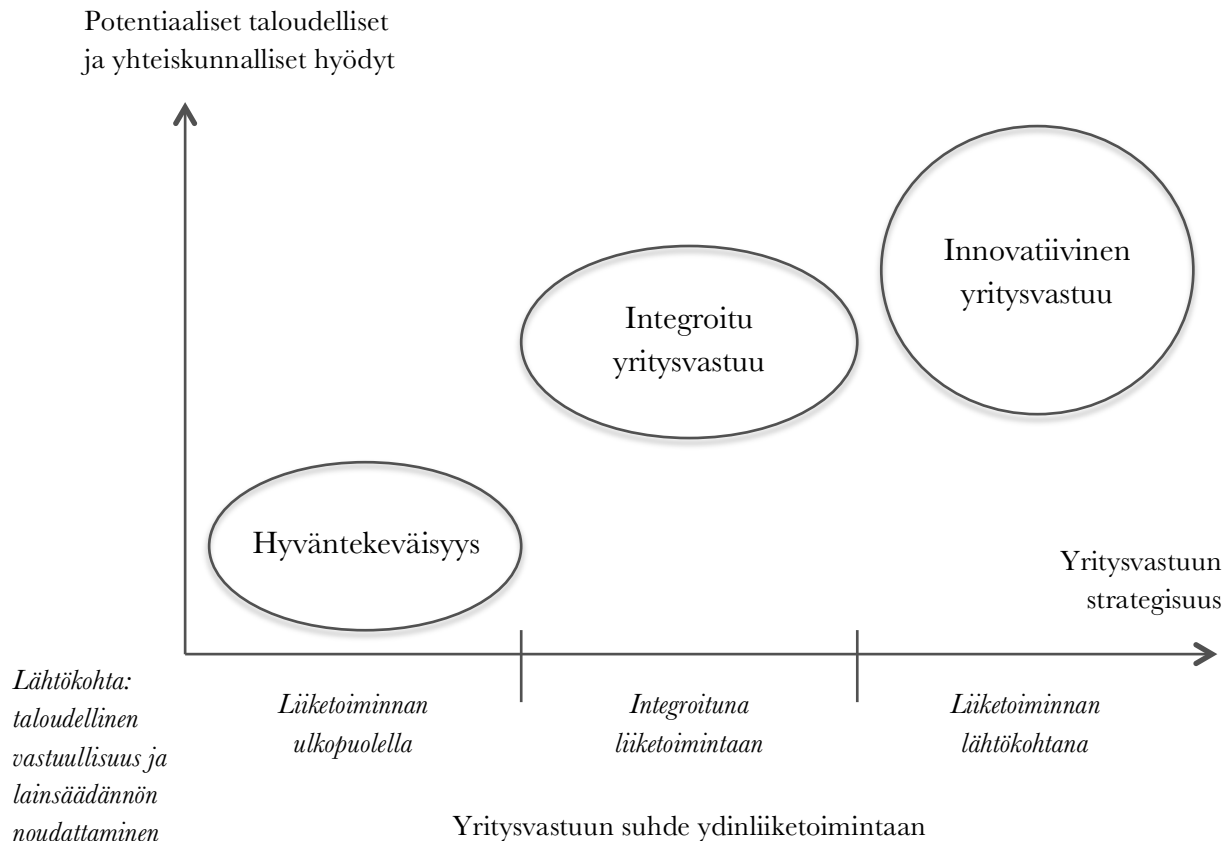 Potentiaaliset taloudelliset
ja yhteiskunnalliset hyödyt
Innovatiivinen
yritysvastuu
Integroitu
yritysvastuu
Hyväntekeväisyys
Yritysvastuun
strategisuus
Lähtökohta:
taloudellinen
vastuullisuus ja
lainsäädännön
noudattaminen
Liiketoiminnan
ulkopuolella
Integroituna
liiketoimintaan
Liiketoiminnan
lähtökohtana
Yritysvastuun suhde ydinliiketoimintaan